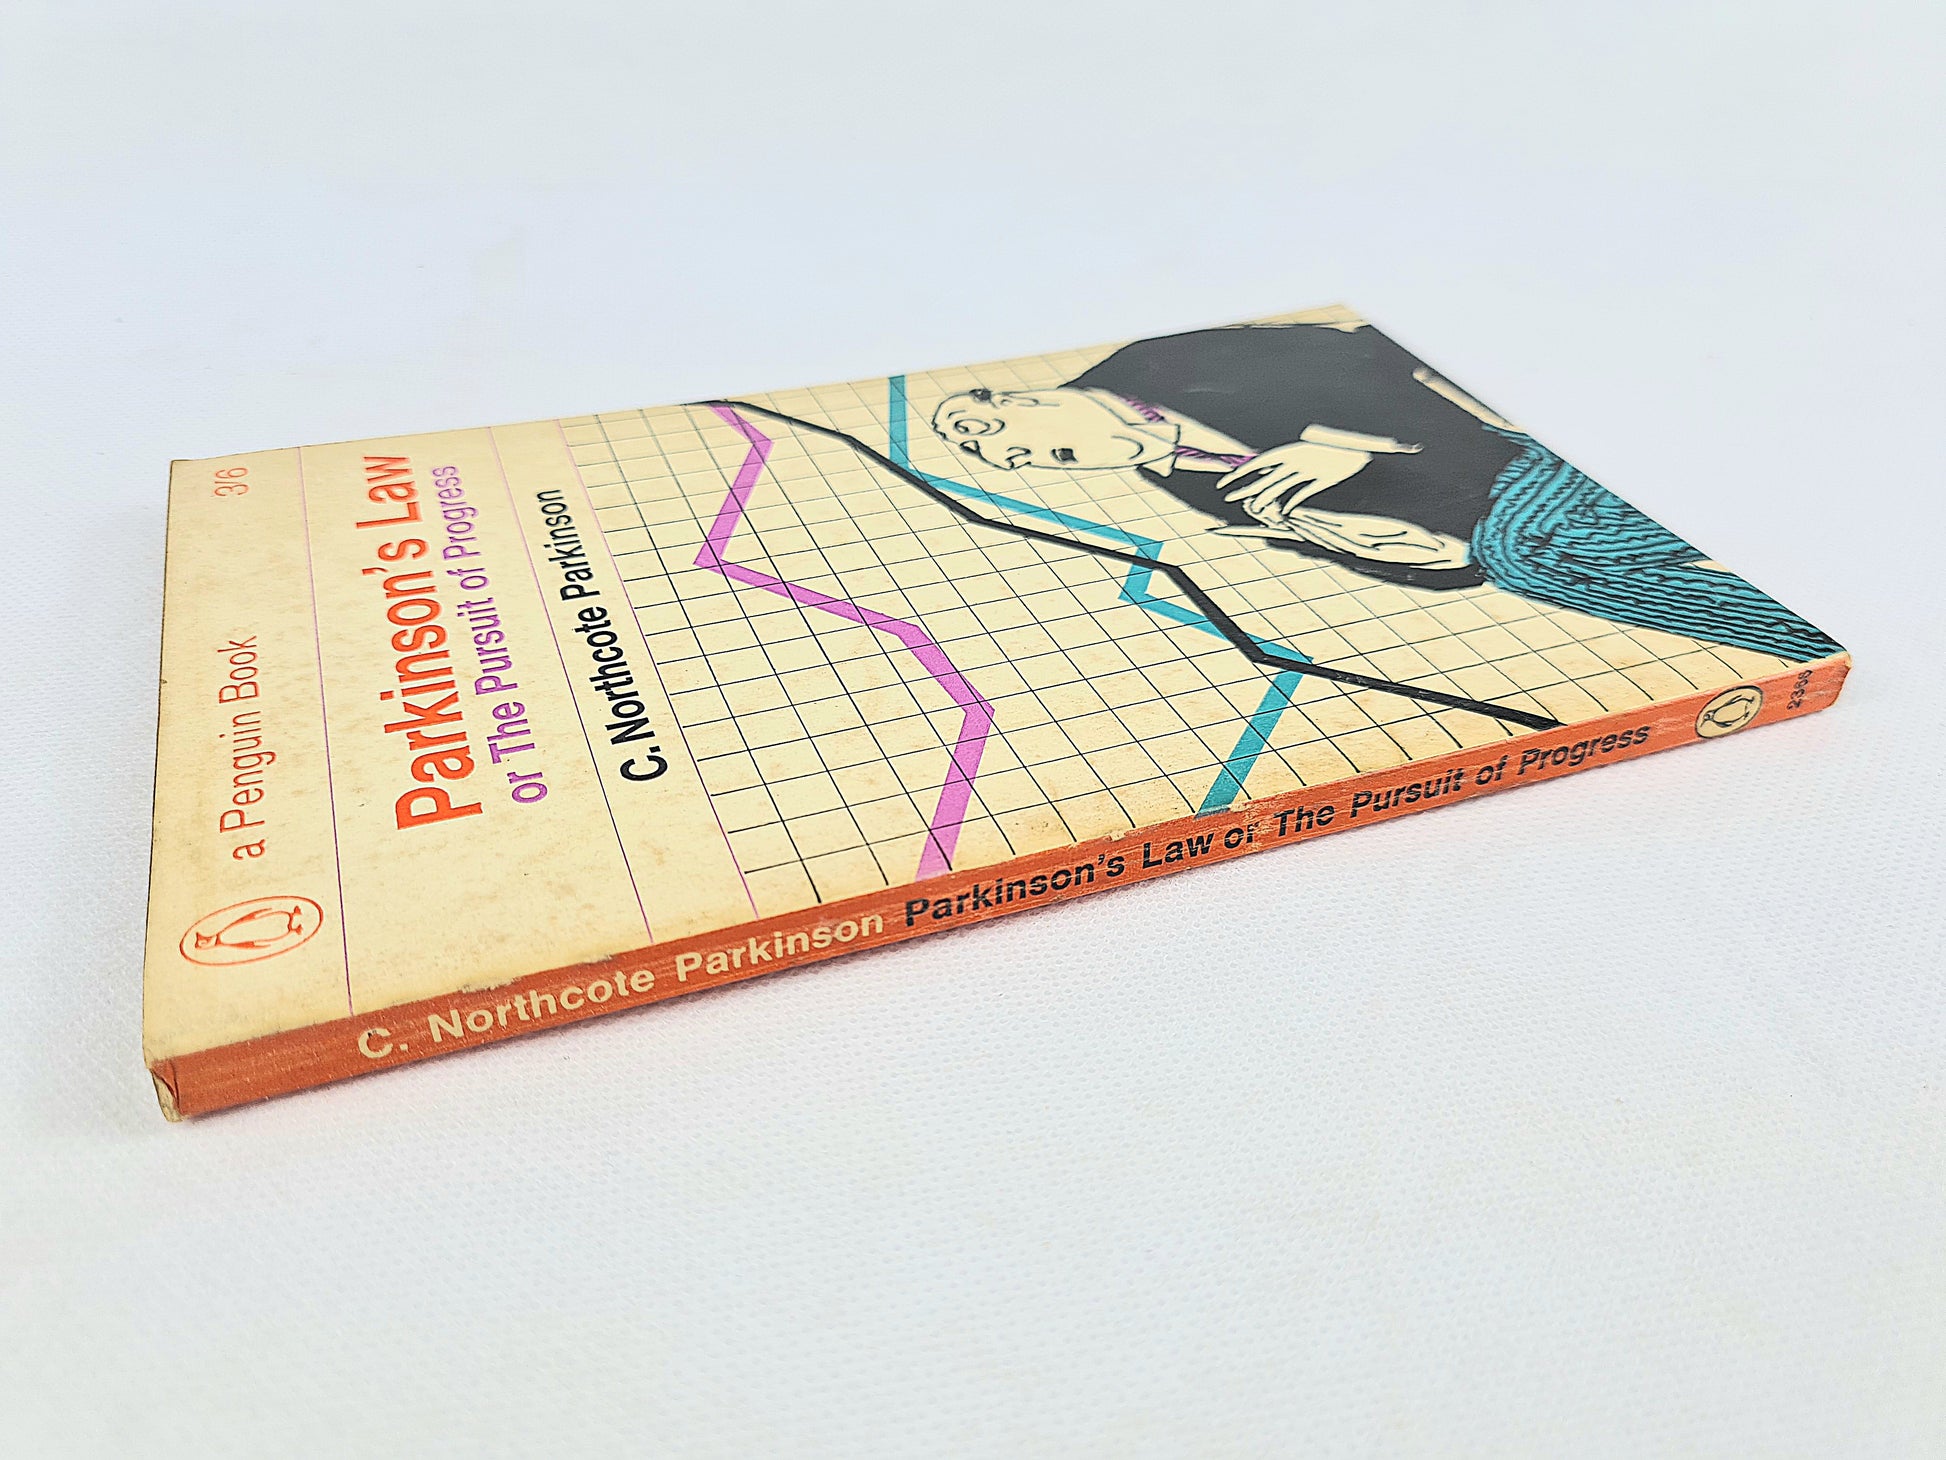 a Penguin Book 3/6
Parkinson's Law
or The Pursuit of Progress
C. Northcote Parkinson
C. Northcote Parkinson Parkinson's Law or The Pursuit of Progress